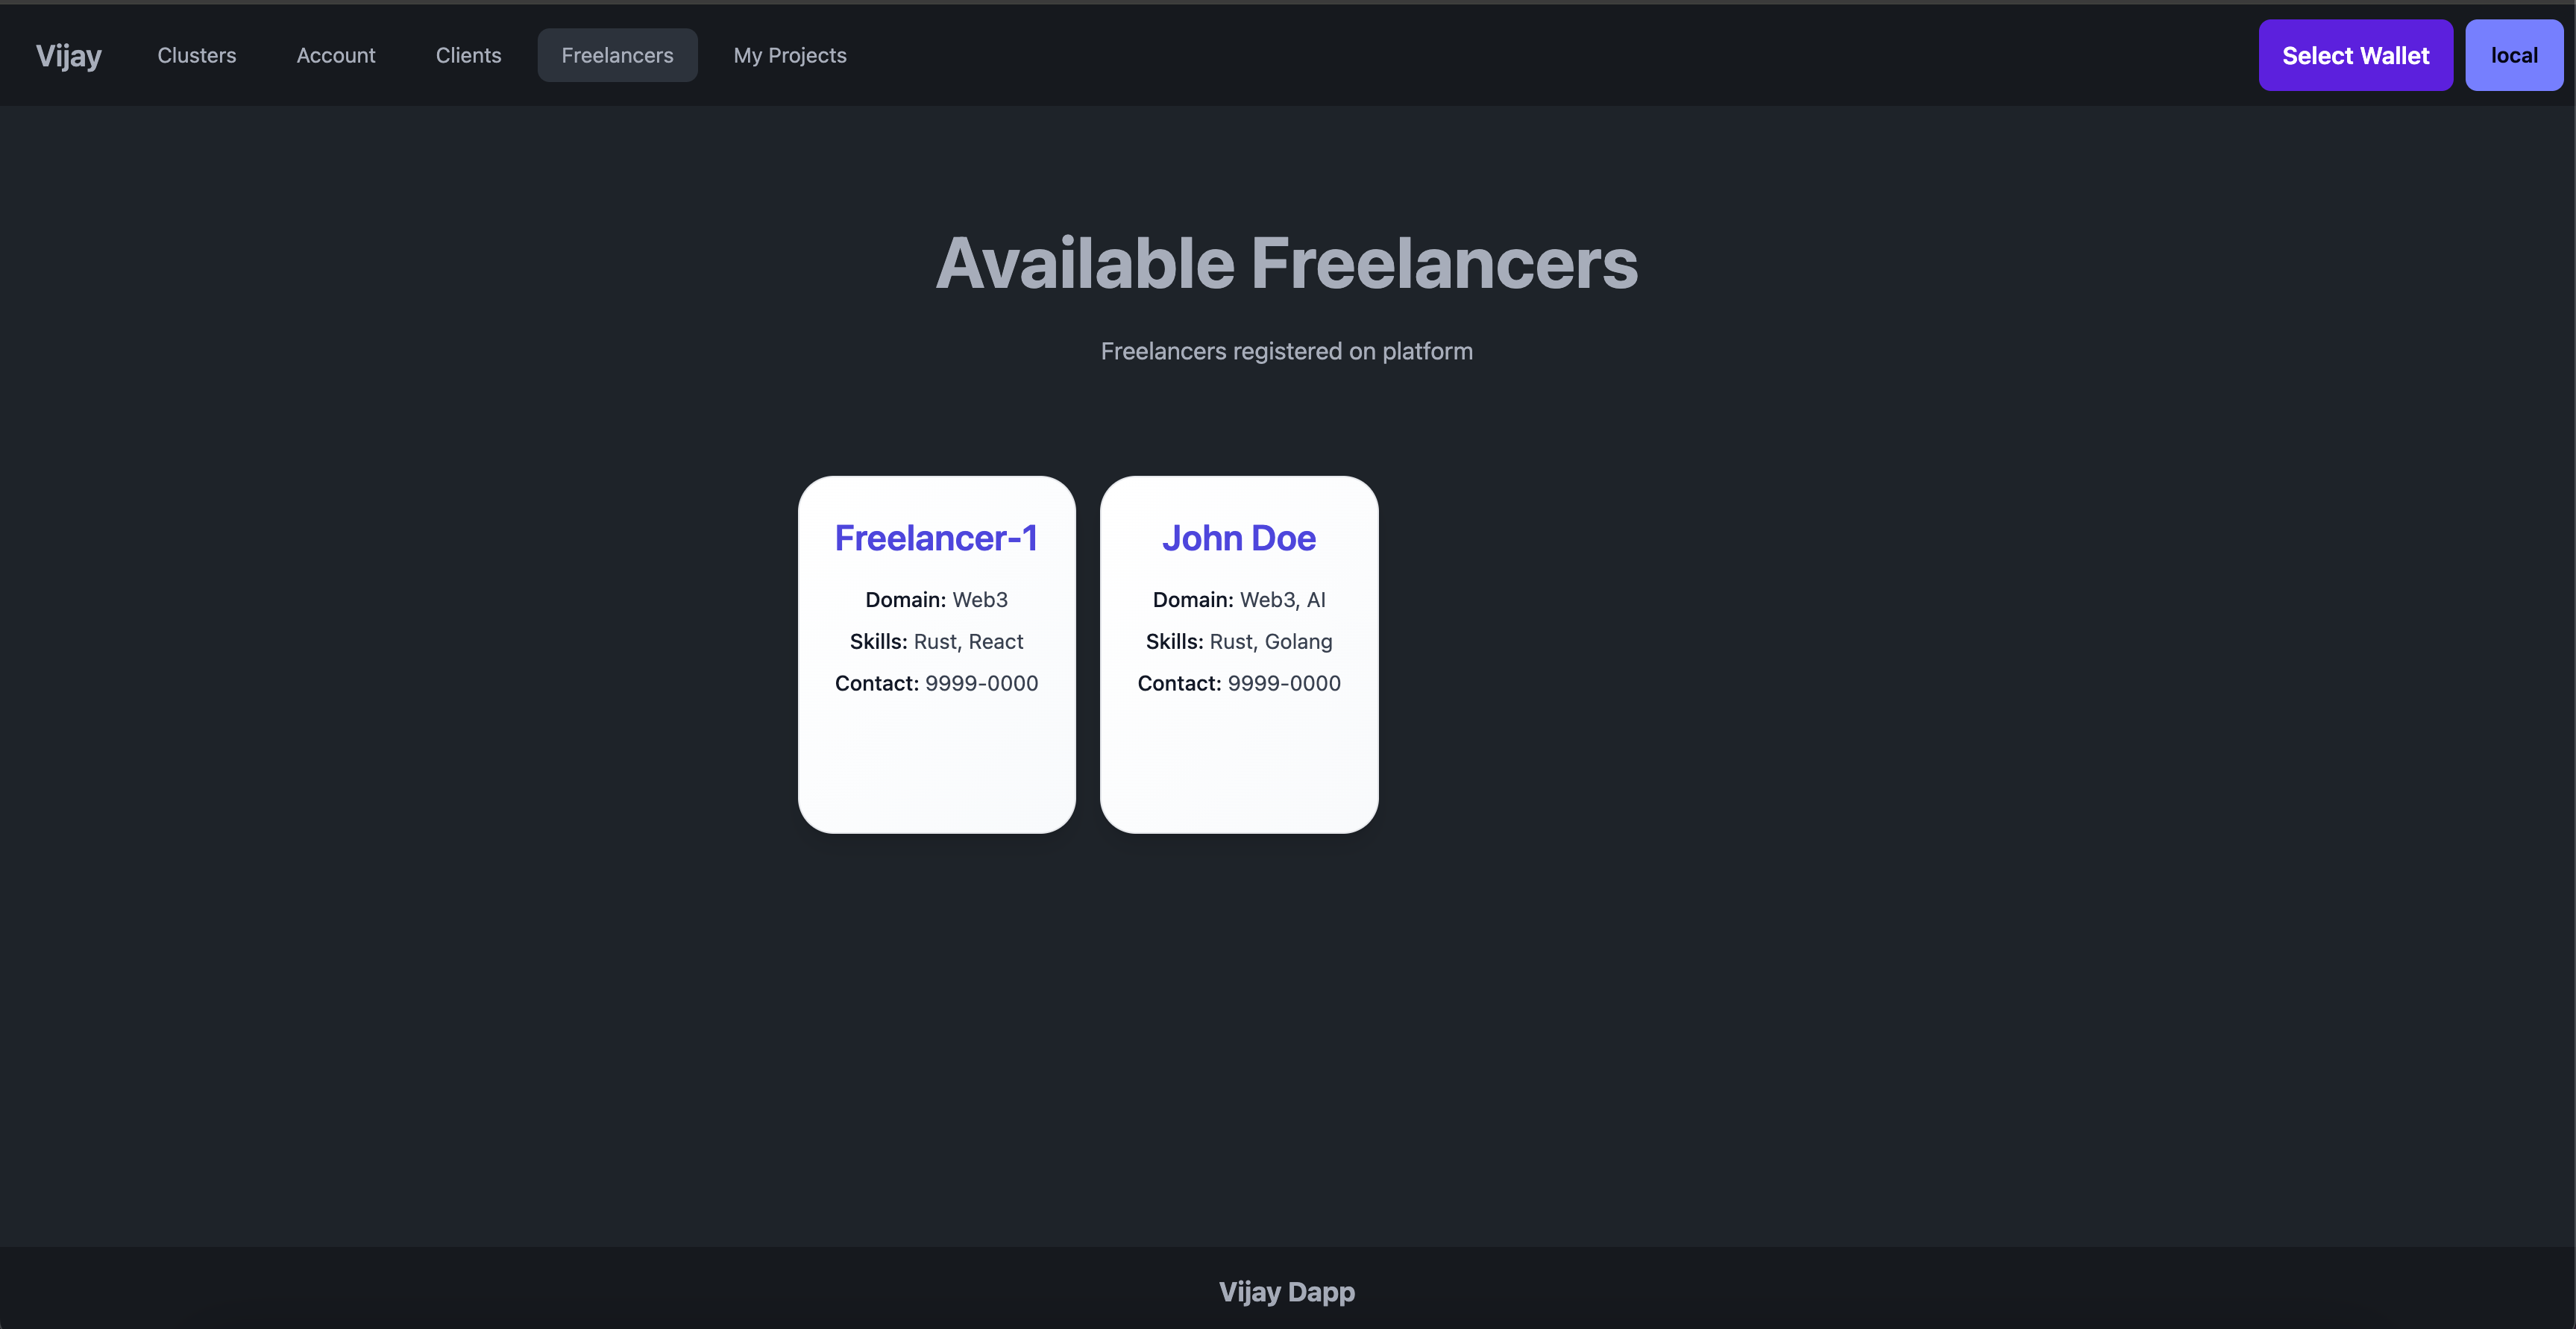 Vijay Clusters Account Clients Freelancers My Projects Select Wallet local
Available Freelancers
Freelancers registered on platform
Freelancer-1
Domain: Web3
Skills: Rust, React
Contact: 9999-0000
John Doe
Domain: Web3, AI
Skills: Rust, Golang
Contact: 9999-0000
Vijay Dapp